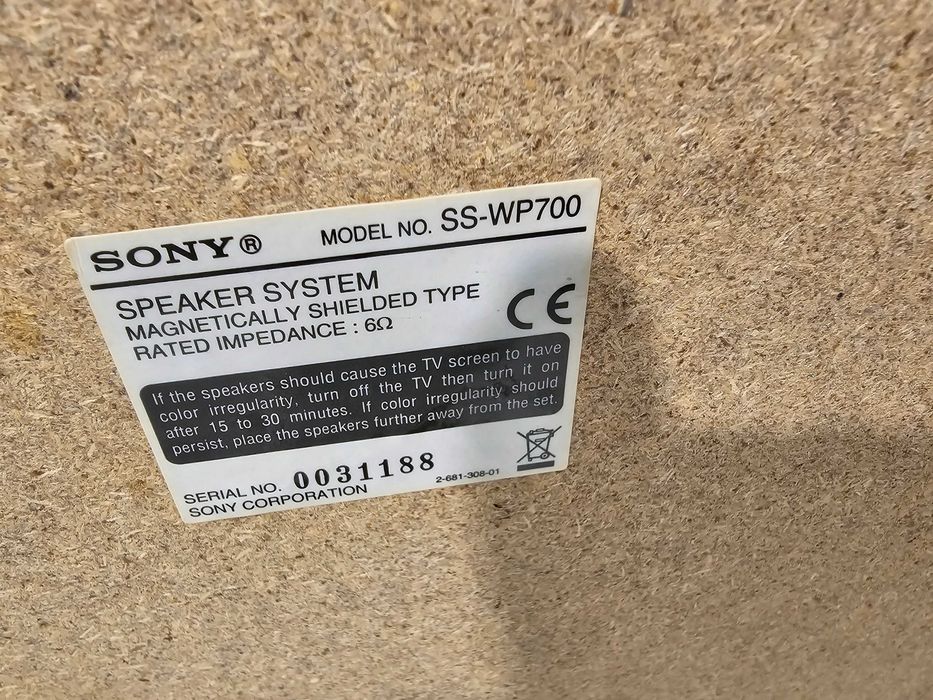 SONY® MODEL NO. SS-WP700
SPEAKER SYSTEM
MAGNETICALLY SHIELDED TYPE
RATED IMPEDANCE : 6Ω
CE
If the speakers should cause the TV screen to have
color irregularity, turn off the TV then turn it on
after 15 to 30 minutes. If color irregularity should
persist, place the speakers further away from the set.
SERIAL NO. 0031188
SONY CORPORATION
2-681-308-01